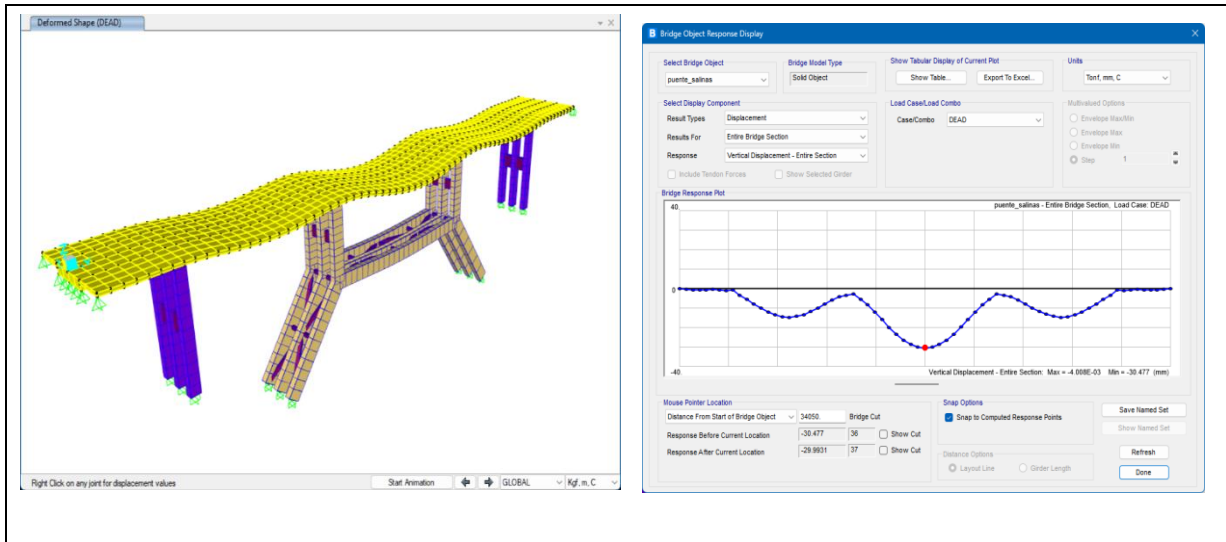 Deformed Shape (DEAD)
Right Click on any joint for displacement values
Start Animation
GLOBAL
Kgf, m, C
B Bridge Object Response Display
Select Bridge Object
puente_salinas
Bridge Model Type
Solid Object
Show Tabular Display of Current Plot
Show Table...
Export To Excel...
Units
Tonf, mm, C
Select Display Component
Result Types
Displacement
Results For
Entire Bridge Section
Response
Vertical Displacement - Entire Section
Include Tendon Forces
Show Selected Girder
Load Case/Load Combo
Case/Combo
DEAD
Multivalued Options
Envelope Max/Min
Envelope Max
Envelope Min
Step
1
Bridge Response Plot
40.
puente_salinas - Entire Bridge Section, Load Case: DEAD
0
-40.
Vertical Displacement - Entire Section: Max = -4.008E-03 Min = -30.477 (mm)
Mouse Pointer Location
Distance From Start of Bridge Object
34050.
Bridge Cut
Response Before Current Location
-30.477
36
Show Cut
Response After Current Location
-29.9931
37
Show Cut
Snap Options
Snap to Computed Response Points
Distance Options
Layout Line
Girder Length
Save Named Set
Show Named Set
Refresh
Done